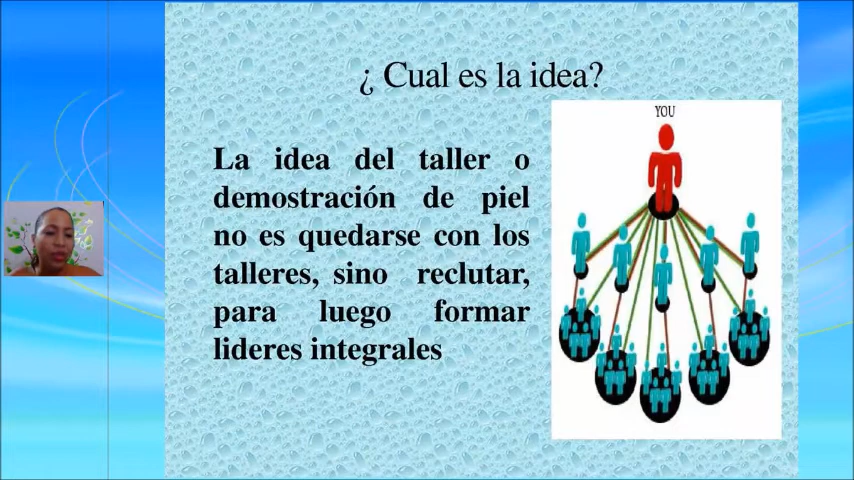 ¿ Cual es la idea?
YOU
La idea del taller o
demostración de piel
no es quedarse con los
talleres, sino reclutar,
para luego formar
lideres integrales